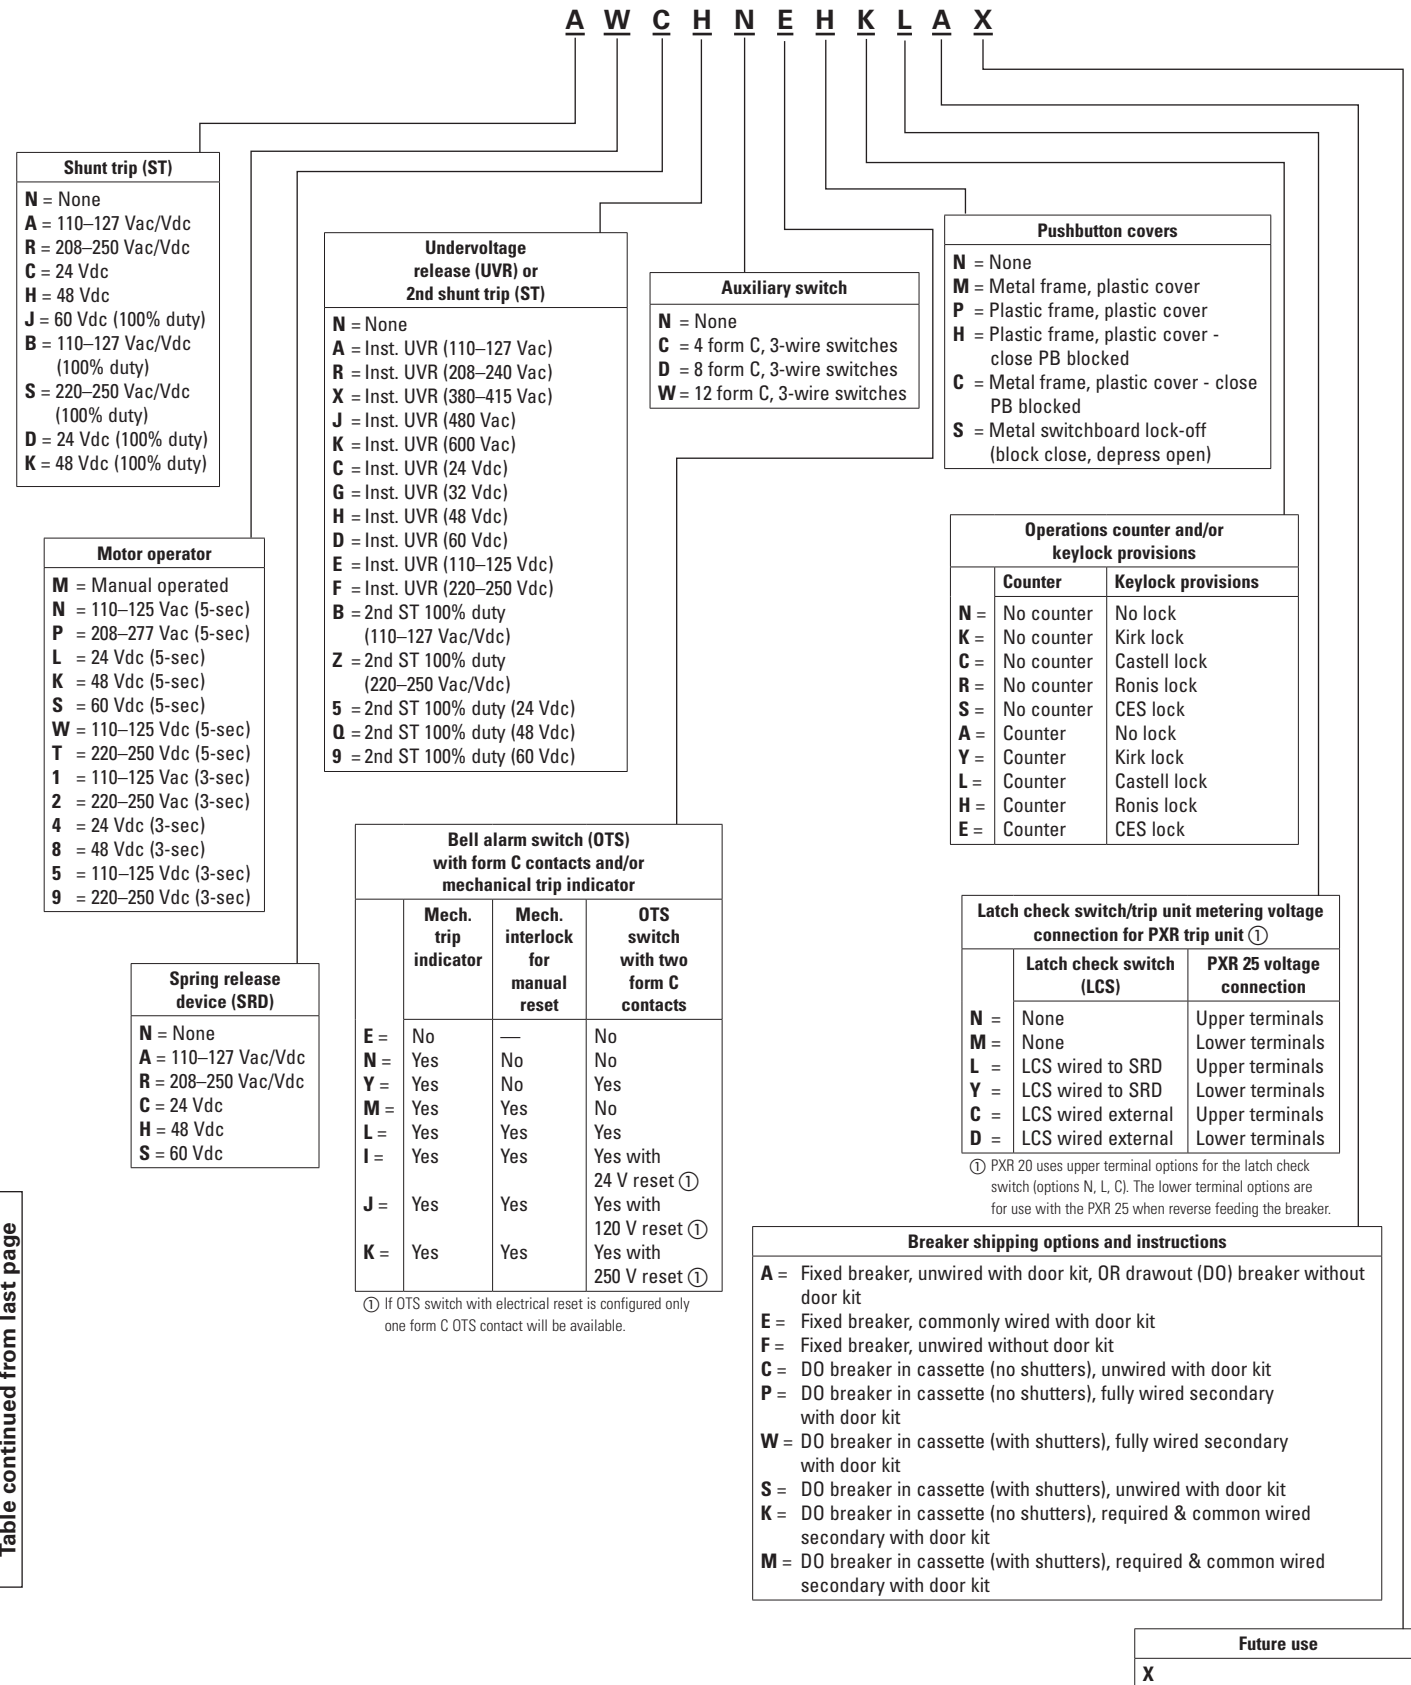 A W C H N E H K L A X
Shunt trip (ST)
N = None
A = 110–127 Vac/Vdc
R = 208–250 Vac/Vdc
C = 24 Vdc
H = 48 Vdc
J = 60 Vdc (100% duty)
B = 110–127 Vac/Vdc
(100% duty)
S = 220–250 Vac/Vdc
(100% duty)
D = 24 Vdc (100% duty)
K = 48 Vdc (100% duty)
Motor operator
M = Manual operated
N = 110–125 Vac (5-sec)
P = 208–277 Vac (5-sec)
L = 24 Vdc (5-sec)
K = 48 Vdc (5-sec)
S = 60 Vdc (5-sec)
W = 110–125 Vdc (5-sec)
T = 220–250 Vdc (5-sec)
1 = 110–125 Vac (3-sec)
2 = 220–250 Vac (3-sec)
4 = 24 Vdc (3-sec)
8 = 48 Vdc (3-sec)
5 = 110–125 Vdc (3-sec)
9 = 220–250 Vdc (3-sec)
Spring release
device (SRD)
N = None
A = 110–127 Vac/Vdc
R = 208–250 Vac/Vdc
C = 24 Vdc
H = 48 Vdc
S = 60 Vdc
Undervoltage
release (UVR) or
2nd shunt trip (ST)
N = None
A = Inst. UVR (110–127 Vac)
R = Inst. UVR (208–240 Vac)
X = Inst. UVR (380–415 Vac)
J = Inst. UVR (480 Vac)
K = Inst. UVR (600 Vac)
C = Inst. UVR (24 Vdc)
G = Inst. UVR (32 Vdc)
H = Inst. UVR (48 Vdc)
D = Inst. UVR (60 Vdc)
E = Inst. UVR (110–125 Vdc)
F = Inst. UVR (220–250 Vdc)
B = 2nd ST 100% duty
(110–127 Vac/Vdc)
Z = 2nd ST 100% duty
(220–250 Vac/Vdc)
5 = 2nd ST 100% duty (24 Vdc)
Q = 2nd ST 100% duty (48 Vdc)
9 = 2nd ST 100% duty (60 Vdc)
Auxiliary switch
N = None
C = 4 form C, 3-wire switches
D = 8 form C, 3-wire switches
W = 12 form C, 3-wire switches
Bell alarm switch (OTS)
with form C contacts and/or
mechanical trip indicator
Mech. Mech. OTS
trip interlock switch
indicator for with two
manual form C
reset contacts
E = No — No
N = Yes No No
Y = Yes No Yes
M = Yes Yes No
L = Yes Yes Yes
I = Yes Yes Yes with
24 V reset ①
J = Yes Yes Yes with
120 V reset ①
K = Yes Yes Yes with
250 V reset ①
① If OTS switch with electrical reset is configured only
one form C OTS contact will be available.
Pushbutton covers
N = None
M = Metal frame, plastic cover
P = Plastic frame, plastic cover
H = Plastic frame, plastic cover -
close PB blocked
C = Metal frame, plastic cover - close
PB blocked
S = Metal switchboard lock-off
(block close, depress open)
Operations counter and/or
keylock provisions
Counter Keylock provisions
N = No counter No lock
K = No counter Kirk lock
C = No counter Castell lock
R = No counter Ronis lock
S = No counter CES lock
A = Counter No lock
Y = Counter Kirk lock
L = Counter Castell lock
H = Counter Ronis lock
E = Counter CES lock
Latch check switch/trip unit metering voltage
connection for PXR trip unit ①
Latch check switch PXR 25 voltage
(LCS) connection
N = None Upper terminals
M = None Lower terminals
L = LCS wired to SRD Upper terminals
Y = LCS wired to SRD Lower terminals
C = LCS wired external Upper terminals
D = LCS wired external Lower terminals
① PXR 20 uses upper terminal options for the latch check
switch (options N, L, C). The lower terminal options are
for use with the PXR 25 when reverse feeding the breaker.
Breaker shipping options and instructions
A = Fixed breaker, unwired with door kit, OR drawout (DO) breaker without
door kit
E = Fixed breaker, commonly wired with door kit
F = Fixed breaker, unwired without door kit
C = DO breaker in cassette (no shutters), unwired with door kit
P = DO breaker in cassette (no shutters), fully wired secondary
with door kit
W = DO breaker in cassette (with shutters), fully wired secondary
with door kit
S = DO breaker in cassette (with shutters), unwired with door kit
K = DO breaker in cassette (no shutters), required & common wired
secondary with door kit
M = DO breaker in cassette (with shutters), required & common wired
secondary with door kit
Future use
X
Table continued from last page